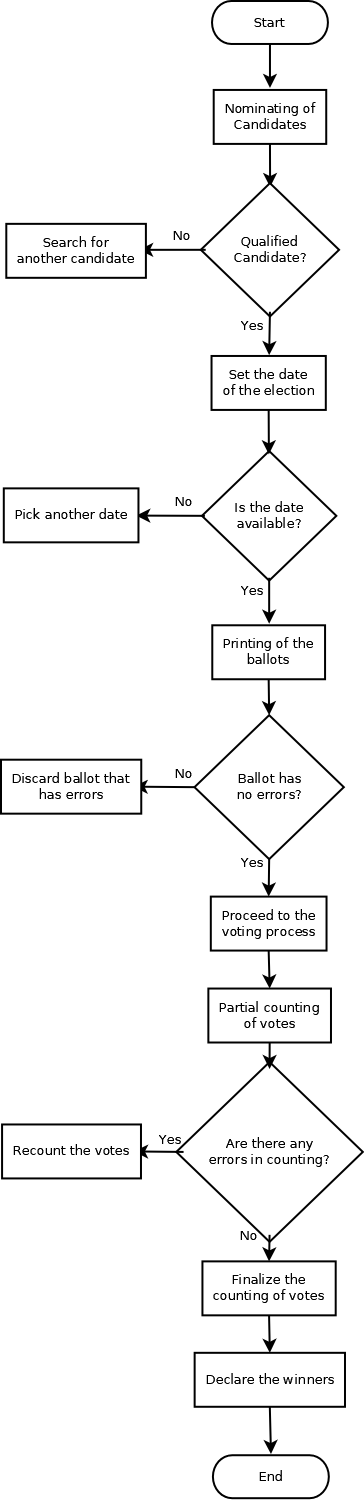 Start
Nominating of
Candidates
Qualified
Candidate?
No
Search for
another candidate
Yes
Set the date
of the election
Is the date
available?
No
Pick another date
Yes
Printing of the
ballots
Ballot has
no errors?
No
Discard ballot that
has errors
Yes
Proceed to the
voting process
Partial counting
of votes
Are there any
errors in counting?
Yes
Recount the votes
No
Finalize the
counting of votes
Declare the winners
End